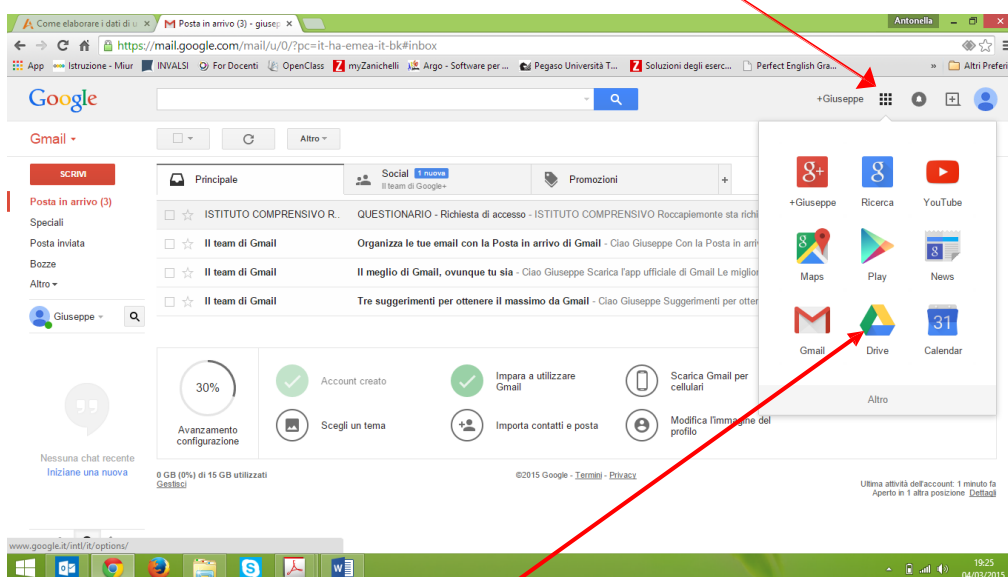 Come elaborare i dati di u
Posta in arrivo (3) - giusep
Antonella
https://mail.google.com/mail/u/0/?pc=it-ha-emea-it-bk#inbox
App
Istruzione - Miur
INVALSI
For Docenti
OpenClass
myZanichelli
Argo - Software per ...
Pegaso Università T...
Soluzioni degli eserc...
Perfect English Gra...
»
Altri Preferi
Google
+Giuseppe
Gmail
Altro
SCRIVI
Principale
Social 1 nuova
Il team di Google+
Promozioni
+
Posta in arrivo (3)
Speciali
Posta inviata
Bozze
Altro
Giuseppe
ISTITUTO COMPRENSIVO R.. QUESTIONARIO - Richiesta di accesso - ISTITUTO COMPRENSIVO Roccapiemonte sta richi
Il team di Gmail Organizza le tue email con la Posta in arrivo di Gmail - Ciao Giuseppe Con la Posta in arri
Il team di Gmail Il meglio di Gmail, ovunque tu sia - Ciao Giuseppe Scarica l'app ufficiale di Gmail Le miglior
Il team di Gmail Tre suggerimenti per ottenere il massimo da Gmail - Ciao Giuseppe Suggerimenti per otter
+Giuseppe
Ricerca
YouTube
Maps
Play
News
31
Gmail
Drive
Calendar
Altro
30%
Avanzamento
configurazione
Account creato
Impara a utilizzare
Gmail
Scarica Gmail per
cellulari
Scegli un tema
Importa contatti e posta
Modifica l'immagine del
profilo
Nessuna chat recente
Iniziane una nuova
0 GB (0%) di 15 GB utilizzati
Gestisci
©2015 Google - Termini - Privacy
Ultima attività dell'account: 1 minuto fa
Aperto in 1 altra posizione Dettagli
www.google.it/intl/it/options/
19:25
04/03/2015